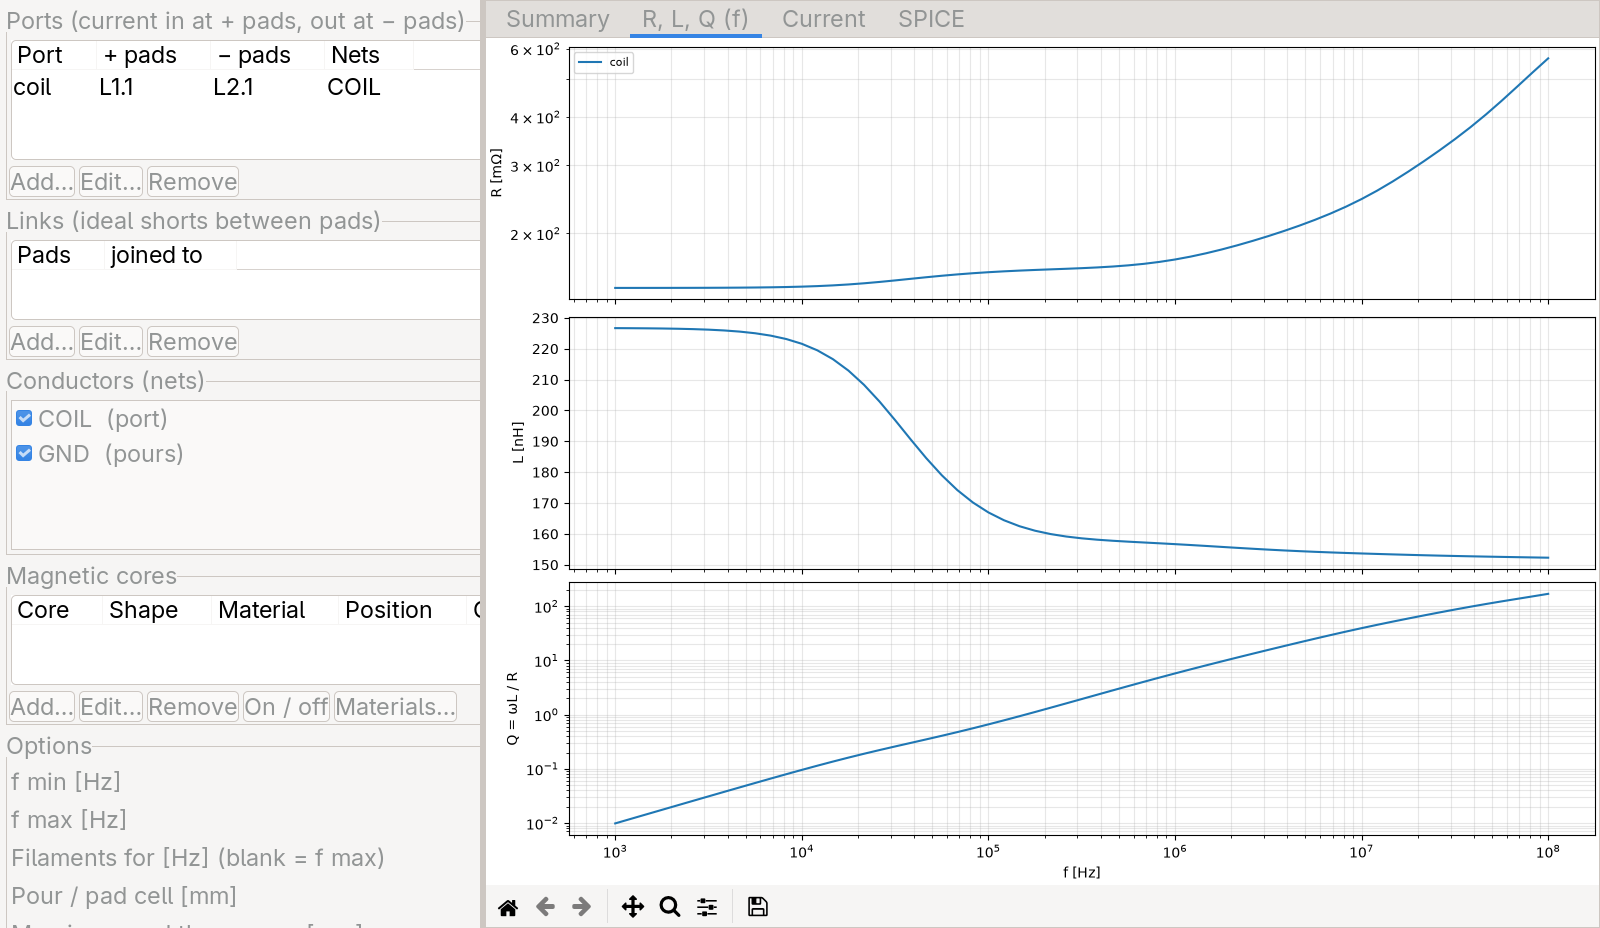 Ports (current in at + pads, out at − pads)
Port + pads − pads Nets
coil L1.1 L2.1 COIL
Add... Edit... Remove
Links (ideal shorts between pads)
Pads joined to
Add... Edit... Remove
Conductors (nets)
COIL (port)
GND (pours)
Magnetic cores
Core Shape Material Position
Add... Edit... Remove On / off Materials...
Options
f min [Hz]
f max [Hz]
Filaments for [Hz] (blank = f max)
Pour / pad cell [mm]
Summary R, L, Q (f) Current SPICE
coil
6 × 10²
4 × 10²
3 × 10²
2 × 10²
R [mΩ]
230
220
210
200
190
180
170
160
150
L [nH]
10²
10¹
10⁰
10⁻¹
10⁻²
Q = ωL / R
10³ 10⁴ 10⁵ 10⁶ 10⁷ 10⁸
f [Hz]